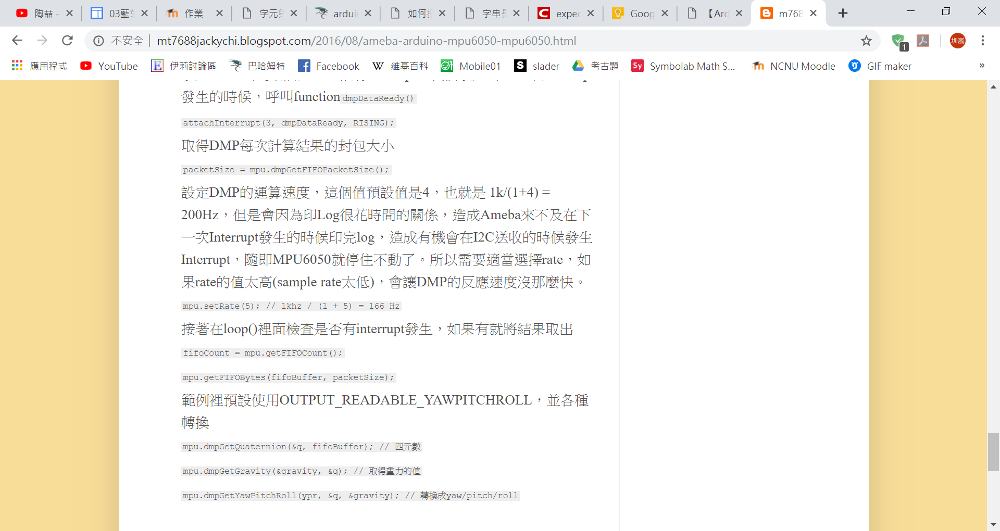 陶喆 -
03藍
作業
字元
ardui
如何
字串
expec
Goog
【Ard
m768
不安全
mt7688jackychi.blogspot.com/2016/08/ameba-arduino-mpu6050-mpu6050.html
1
圳嵐
應用程式
YouTube
伊莉討論區
巴哈姆特
Facebook
W 維基百科
Mobile01
S slader
考古題
Sy Symbolab Math S...
NCNU Moodle
GIF maker
»
發生的時候，呼叫function dmpDataReady()
attachInterrupt(3, dmpDataReady, RISING);
取得DMP每次計算結果的封包大小
packetSize = mpu.dmpGetFIFOPacketSize();
設定DMP的運算速度，這個值預設值是4，也就是 1k/(1+4) =
200Hz，但是會因為印Log很花時間的關係，造成Ameba來不及在下
一次Interrupt發生的時候印完log，造成有機會在I2C送收的時候發生
Interrupt，隨即MPU6050就停住不動了。所以需要適當選擇rate，如
果rate的值太高(sample rate太低)，會讓DMP的反應速度沒那麼快。
mpu.setRate(5); // 1khz / (1 + 5) = 166 Hz
接著在loop()裡面檢查是否有interrupt發生，如果有就將結果取出
fifoCount = mpu.getFIFOCount();
mpu.getFIFOBytes(fifoBuffer, packetSize);
範例裡預設使用OUTPUT_READABLE_YAWPITCHROLL，並各種
轉換
mpu.dmpGetQuaternion(&q, fifoBuffer); // 四元數
mpu.dmpGetGravity(&gravity, &q); // 取得重力的值
mpu.dmpGetYawPitchRoll(ypr, &q, &gravity); // 轉換成yaw/pitch/roll